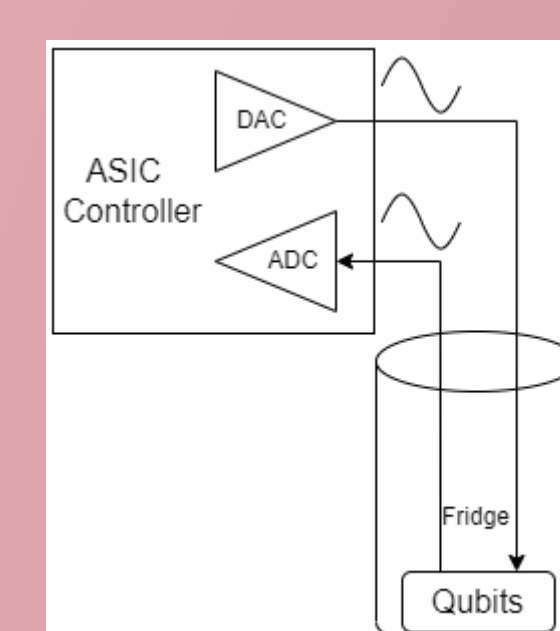 DAC
ASIC
Controller
ADC
Fridge
Qubits